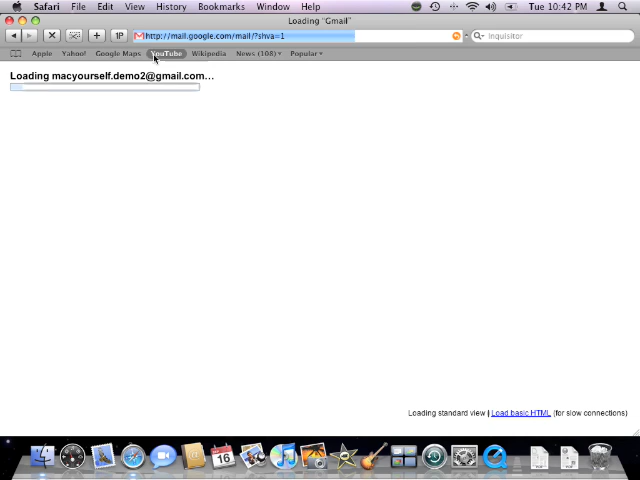 Safari File Edit View History Bookmarks Window Help Tue 10:42 PM
Loading "Gmail"
1P http://mail.google.com/mail/?shva=1 Inquisitor
Apple Yahoo! Google Maps YouTube Wikipedia News (108) Popular
Loading macyourself.demo2@gmail.com...
Loading standard view | Load basic HTML (for slow connections)
16